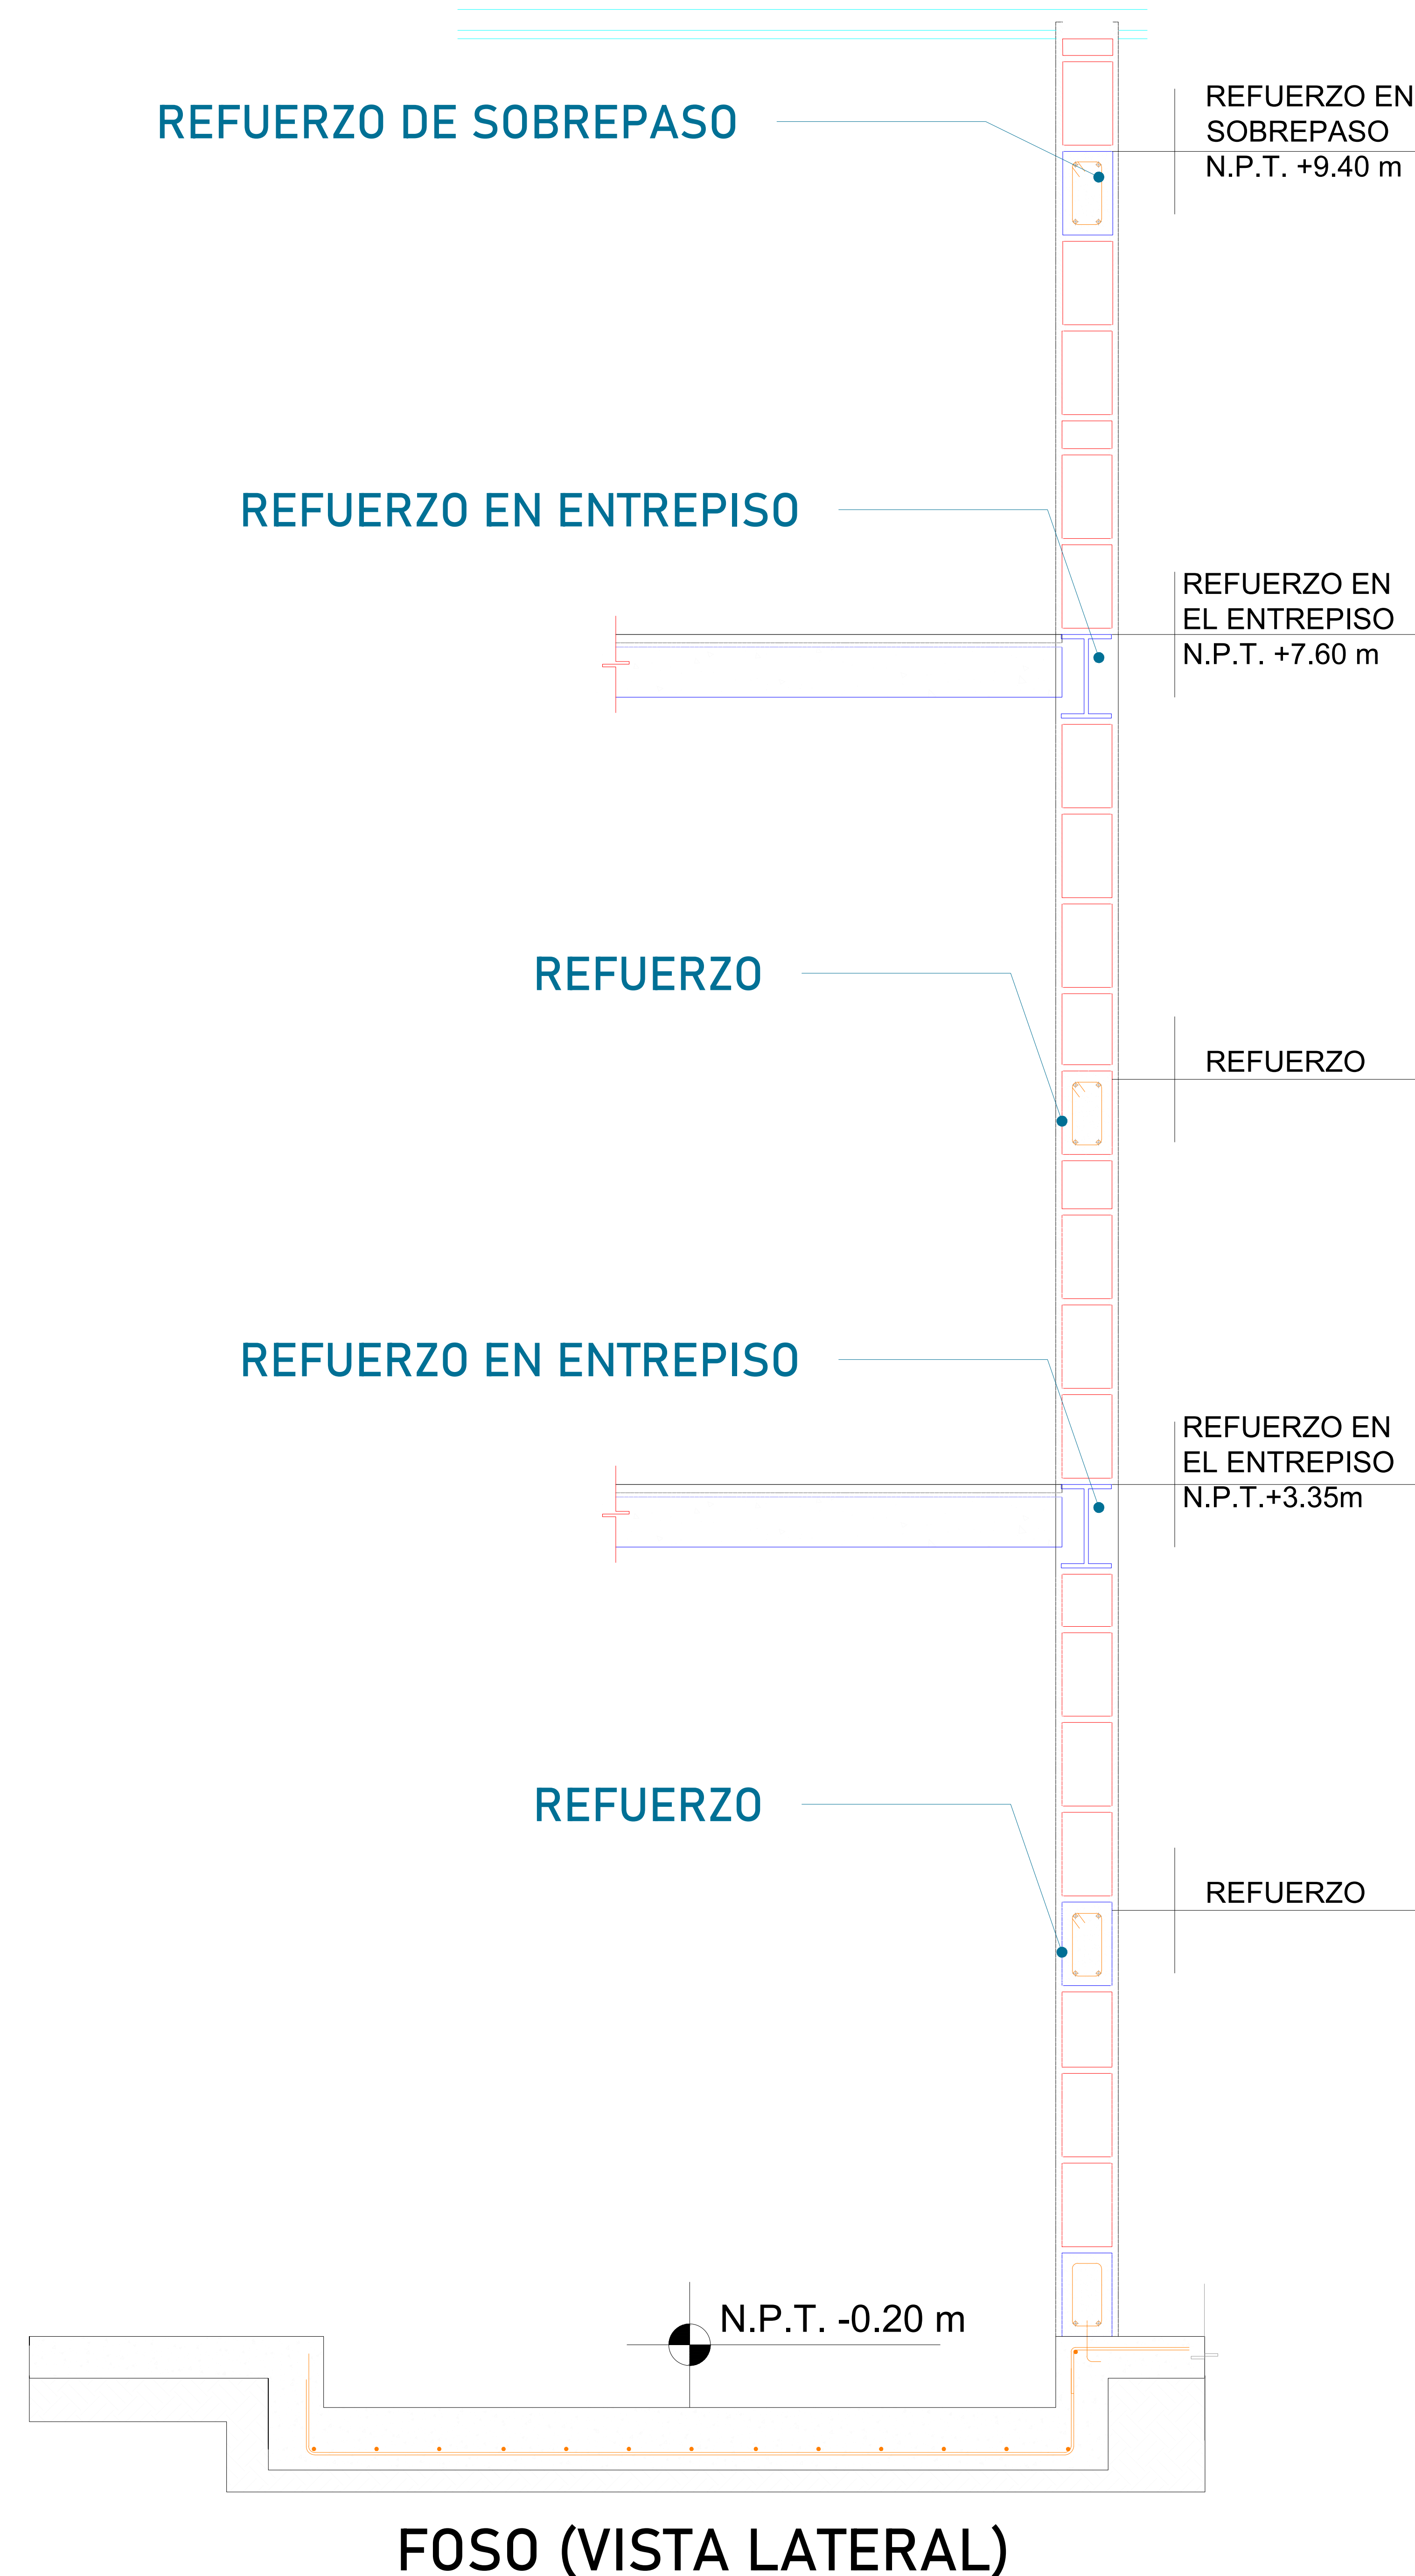 REFUERZO DE SOBREPASO
REFUERZO EN
SOBREPASO
N.P.T. +9.40 m
REFUERZO EN ENTREPISO
REFUERZO EN
EL ENTREPISO
N.P.T. +7.60 m
REFUERZO
REFUERZO
REFUERZO EN ENTREPISO
REFUERZO EN
EL ENTREPISO
N.P.T.+3.35m
REFUERZO
REFUERZO
N.P.T. -0.20 m
FOSO (VISTA LATERAL)